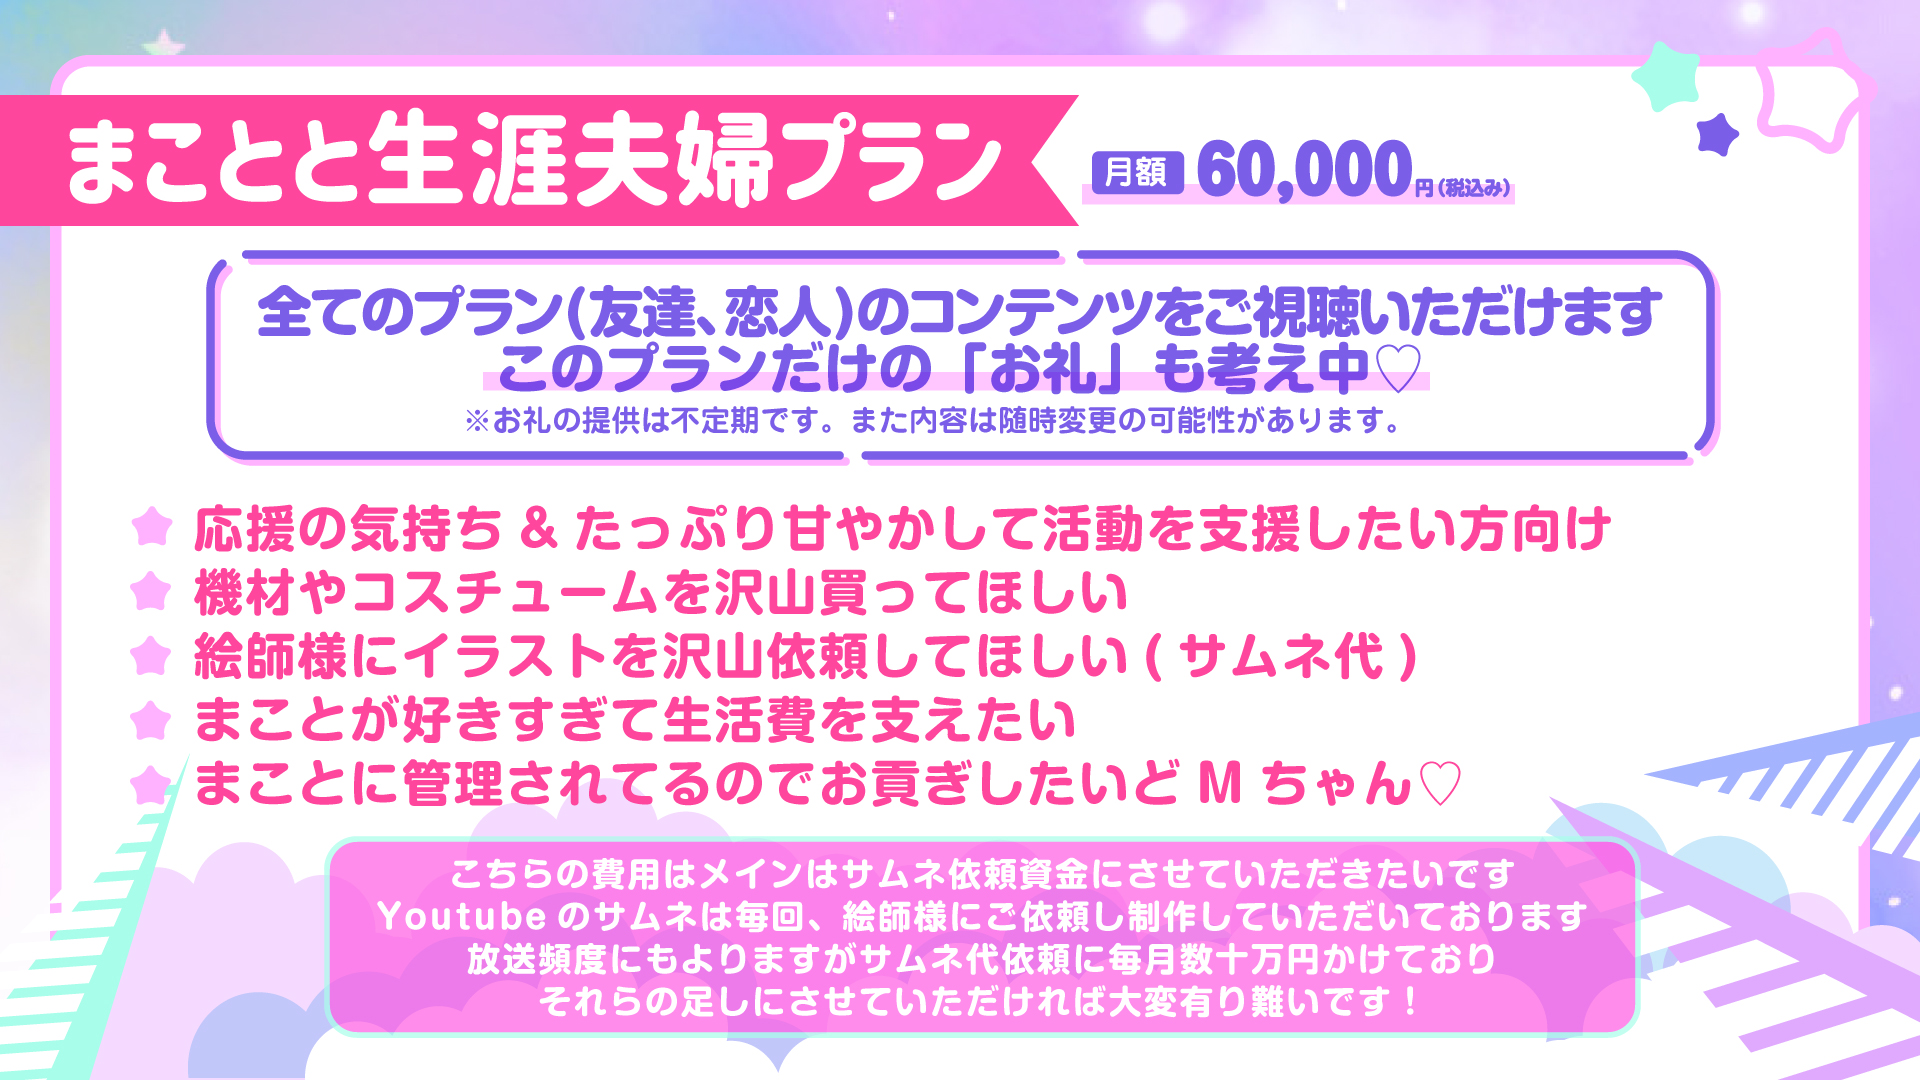 まことと生涯夫婦プラン
月額 60,000円(税込み)
全てのプラン(友達、恋人)のコンテンツをご視聴いただけます
このプランだけの「お礼」も考え中♡
※お礼の提供は不定期です。また内容は随時変更の可能性があります。
応援の気持ち & たっぷり甘やかして活動を支援したい方向け
機材やコスチュームを沢山買ってほしい
絵師様にイラストを沢山依頼してほしい ( サムネ代 )
まことが好きすぎて生活費を支えたい
まことに管理されてるのでお貢ぎしたいど M ちゃん♡
こちらの費用はメインはサムネ依頼資金にさせていただきたいです
Youtube のサムネは毎回、絵師様にご依頼し制作していただいております
放送頻度にもよりますがサムネ代依頼に毎月数十万円かけており
それらの足しにさせていただければ大変有り難いです！